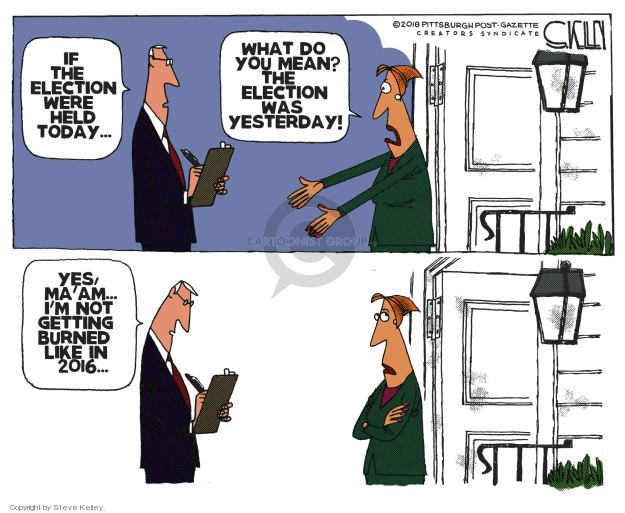 ©2018 PITTSBURGH POST-GAZETTE
CREATORS SYNDICATE
IF
THE
ELECTION
WERE
HELD
TODAY...
WHAT DO
YOU MEAN?
THE
ELECTION
WAS
YESTERDAY!
CARTOONIST GROUP
YES,
MA'AM...
I'M NOT
GETTING
BURNED
LIKE IN
2016...
Copyright by Steve Kelley.